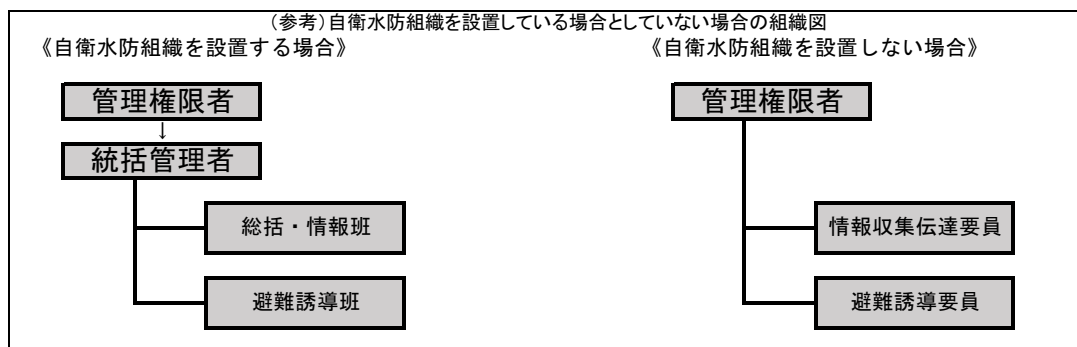 (参考)自衛水防組織を設置している場合としていない場合の組織図
《自衛水防組織を設置する場合》
管理権限者
↓
統括管理者
総括・情報班
避難誘導班
《自衛水防組織を設置しない場合》
管理権限者
情報収集伝達要員
避難誘導要員